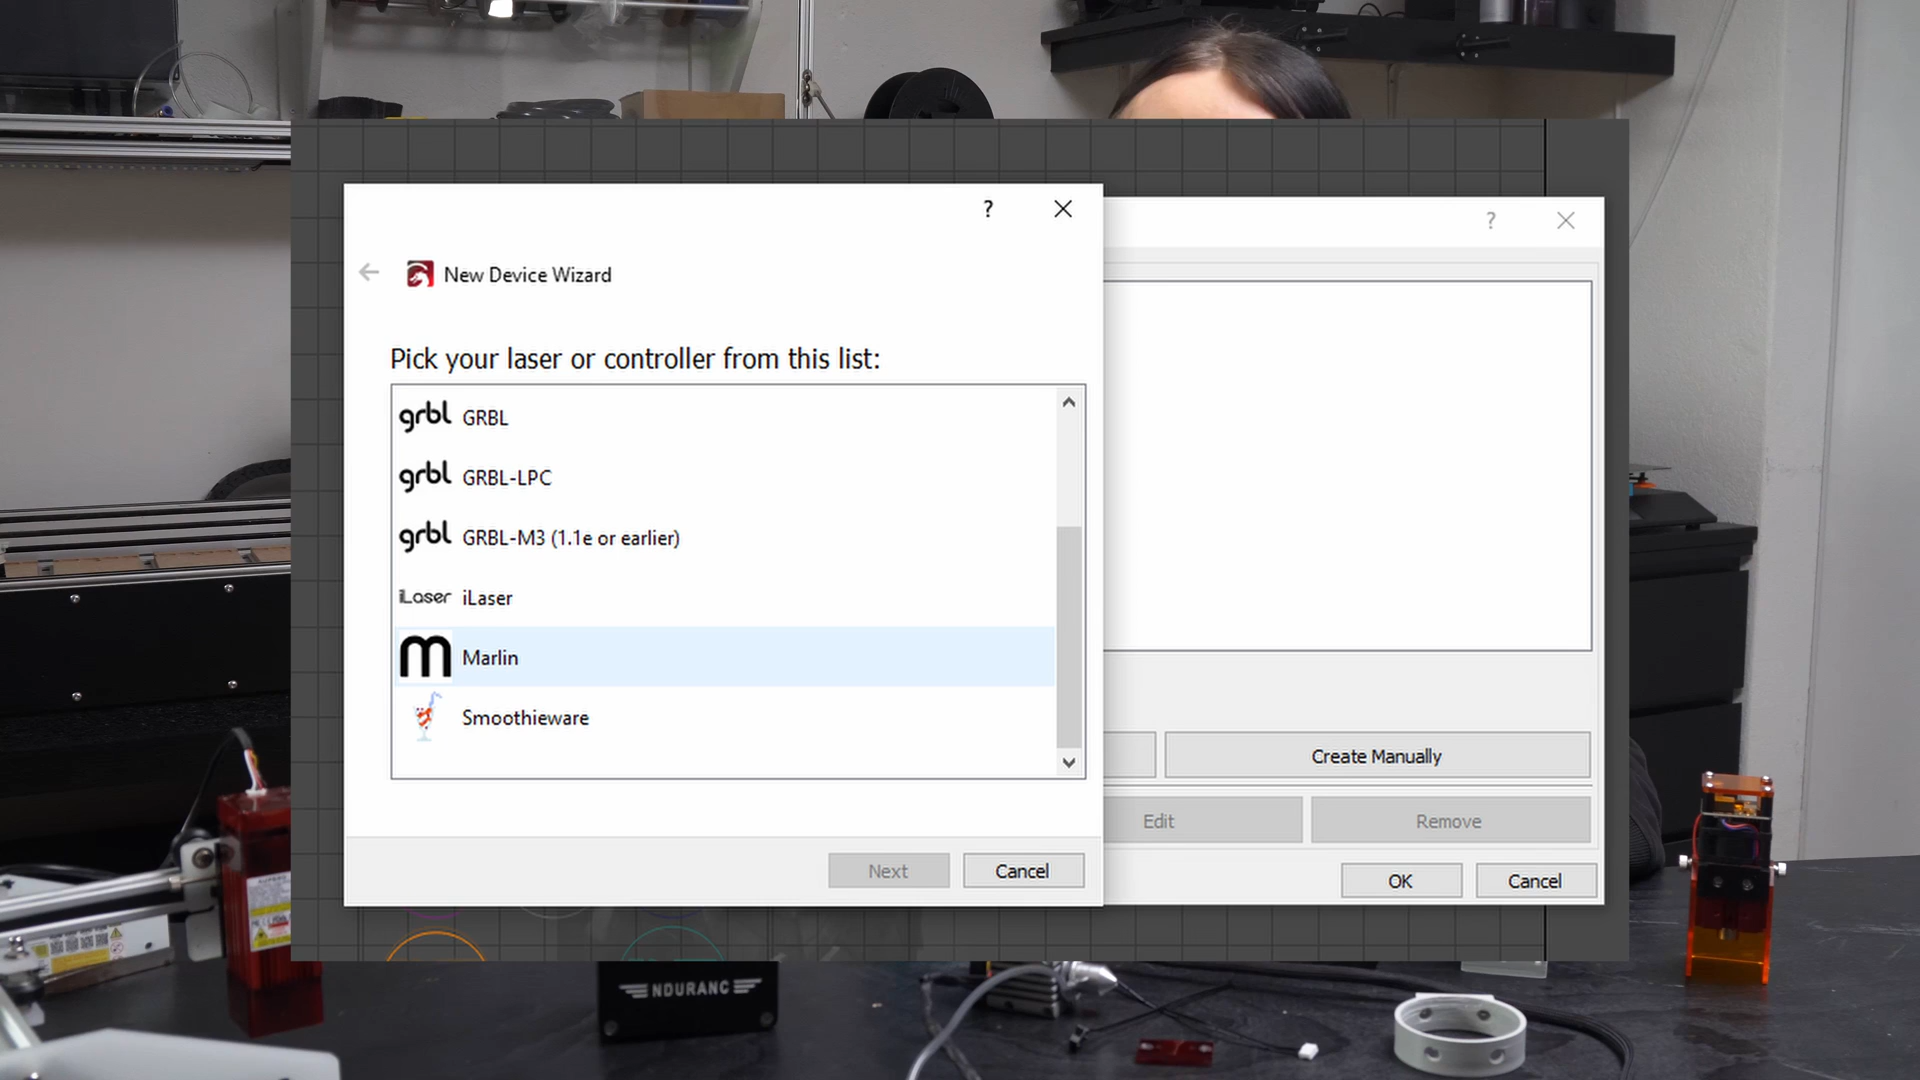 ?
New Device Wizard
Pick your laser or controller from this list:
grbl GRBL
grbl GRBL-LPC
grbl GRBL-M3 (1.1e or earlier)
iLaser iLaser
m Marlin
Smoothieware
Next
Cancel
?
Create Manually
Edit
Remove
OK
Cancel
NDURANC